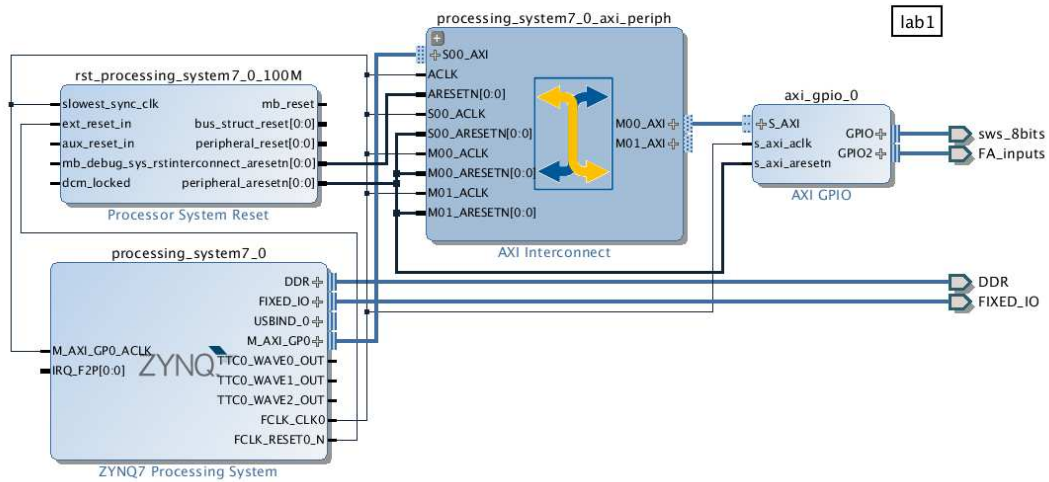 lab1
processing_system7_0_axi_periph
S00_AXI
ACLK
ARESETN[0:0]
S00_ACLK
S00_ARESETN[0:0]
M00_ACLK
M00_ARESETN[0:0]
M01_ACLK
M01_ARESETN[0:0]
M00_AXI
M01_AXI
AXI Interconnect
rst_processing_system7_0_100M
slowest_sync_clk
ext_reset_in
aux_reset_in
mb_debug_sys_rst
dcm_locked
mb_reset
bus_struct_reset[0:0]
peripheral_reset[0:0]
interconnect_aresetn[0:0]
peripheral_aresetn[0:0]
Processor System Reset
axi_gpio_0
S_AXI
s_axi_aclk
s_axi_aresetn
GPIO
GPIO2
AXI GPIO
sws_8bits
FA_inputs
processing_system7_0
M_AXI_GP0_ACLK
IRQ_F2P[0:0]
ZYNQ
DDR
FIXED_IO
USBIND_0
M_AXI_GP0
TTC0_WAVE0_OUT
TTC0_WAVE1_OUT
TTC0_WAVE2_OUT
FCLK_CLK0
FCLK_RESET0_N
ZYNQ7 Processing System
DDR
FIXED_IO